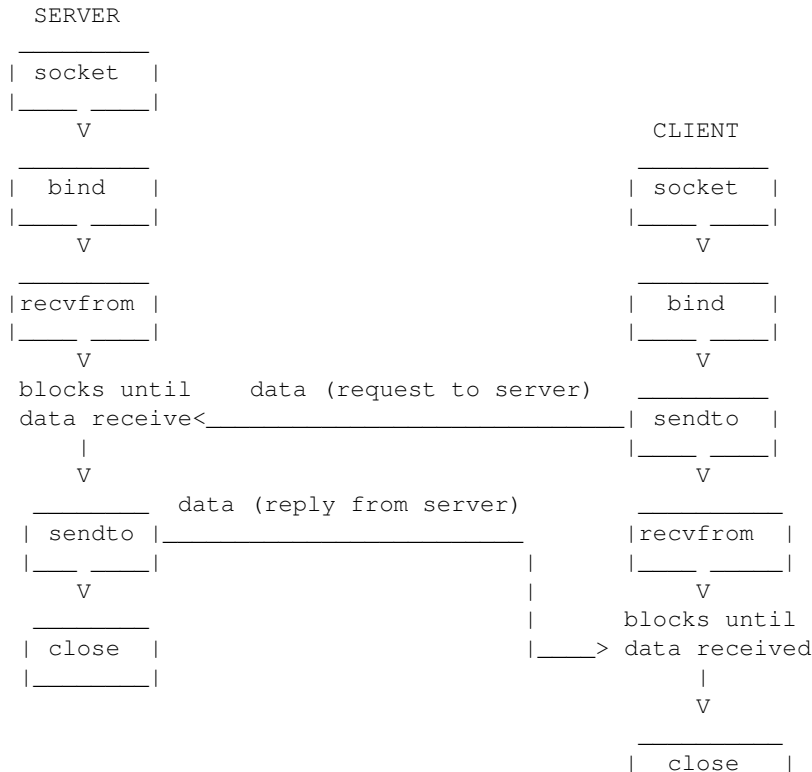 SERVER
socket
V CLIENT
bind socket
V V
recvfrom bind
V V
blocks until data (request to server)
data receive< sendto
V V
data (reply from server)
sendto recvfrom
V V
blocks until
close > data received
V
close